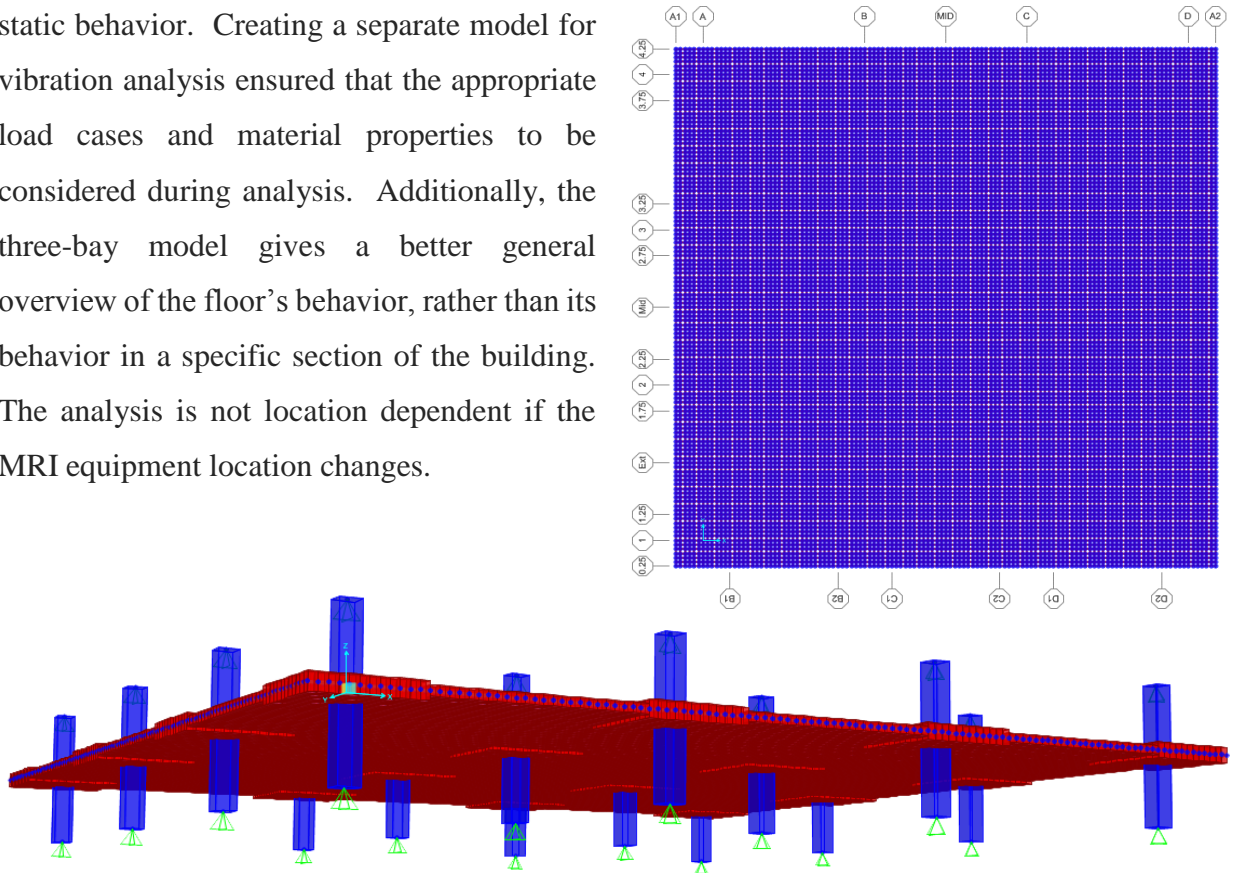 static behavior. Creating a separate model for
vibration analysis ensured that the appropriate
load cases and material properties to be
considered during analysis. Additionally, the
three-bay model gives a better general
overview of the floor’s behavior, rather than its
behavior in a specific section of the building.
The analysis is not location dependent if the
MRI equipment location changes.
A1 A B MID C D A2
4.25
4
3.75
3.25
3
2.75
Mid
2.25
2
1.75
Ext
1.25
1
0.25
B1 B2 C1 C2 D1 D2
Z
Y X